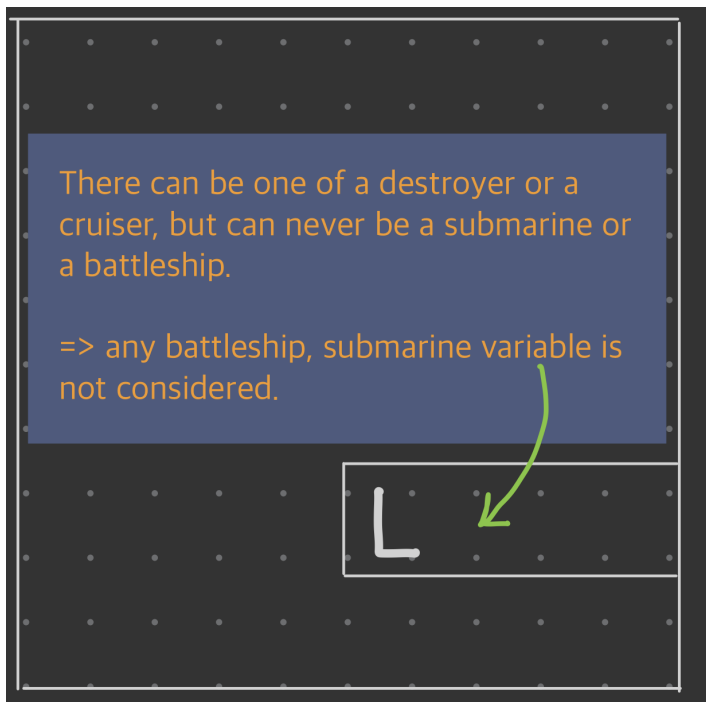 There can be one of a destroyer or a
cruiser, but can never be a submarine or
a battleship.
=> any battleship, submarine variable is
not considered.
L